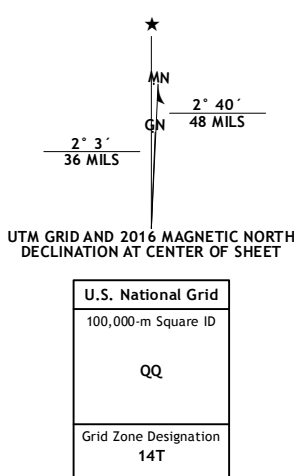 ★
MN
GN
2° 40´
48 MILS
2° 3´
36 MILS
UTM GRID AND 2016 MAGNETIC NORTH
DECLINATION AT CENTER OF SHEET
U.S. National Grid
100,000-m Square ID
QQ
Grid Zone Designation
14T